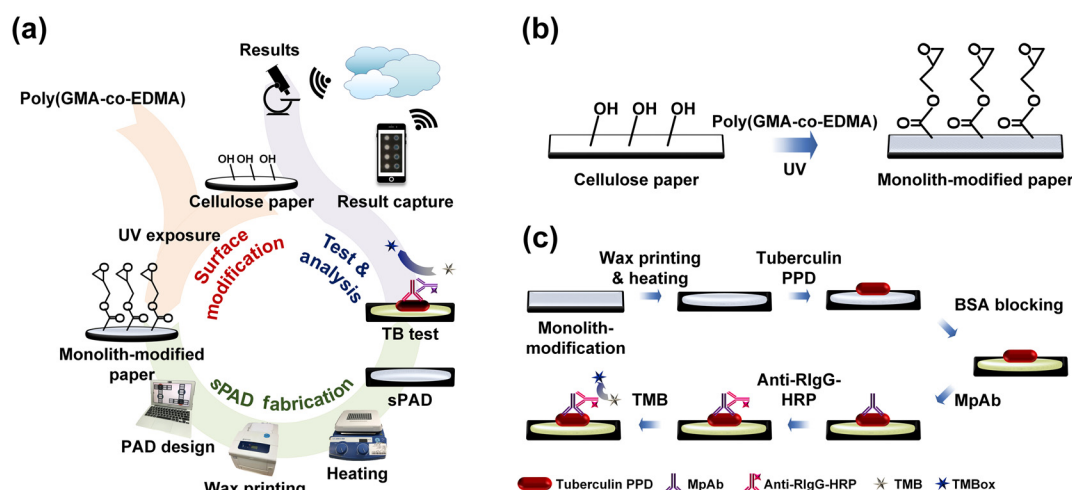 (a)
Results
Poly(GMA-co-EDMA)
OH OH OH
Cellulose paper
Result capture
UV exposure
Surface
modification
Test &
analysis
TB test
Monolith-modified
paper
sPAD fabrication
sPAD
PAD design
Wax printing
Heating
(b)
OH OH OH
Cellulose paper
Poly(GMA-co-EDMA)
UV
O O O
O O O
O O O
Monolith-modified paper
(c)
Monolith-
modification
Wax printing
& heating
Tuberculin
PPD
BSA blocking
MpAb
Anti-RIgG-
HRP
TMB
Tuberculin PPD MpAb Anti-RIgG-HRP TMB TMBox